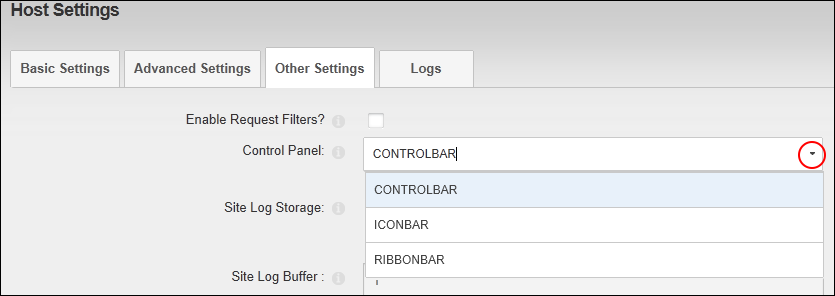 Host Settings
Basic Settings Advanced Settings Other Settings Logs
Enable Request Filters?
Control Panel: CONTROLBAR
CONTROLBAR
Site Log Storage:
ICONBAR
RIBBONBAR
Site Log Buffer :